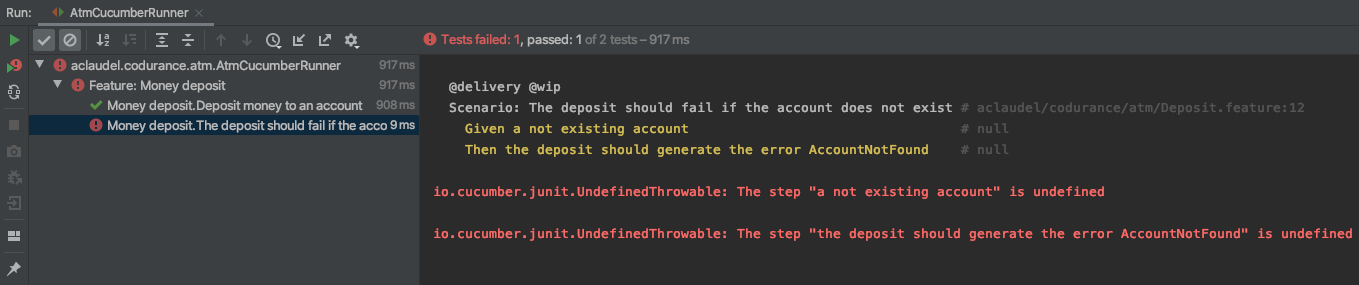 Run: AtmCucumberRunner
Tests failed: 1, passed: 1 of 2 tests – 917 ms
aclaudel.codurance.atm.AtmCucumberRunner 917 ms
Feature: Money deposit 917 ms
Money deposit.Deposit money to an account 908 ms
Money deposit.The deposit should fail if the acco 9 ms
@delivery @wip
Scenario: The deposit should fail if the account does not exist # aclaudel/codurance/atm/Deposit.feature:12
Given a not existing account # null
Then the deposit should generate the error AccountNotFound # null
io.cucumber.junit.UndefinedThrowable: The step "a not existing account" is undefined
io.cucumber.junit.UndefinedThrowable: The step "the deposit should generate the error AccountNotFound" is undefined